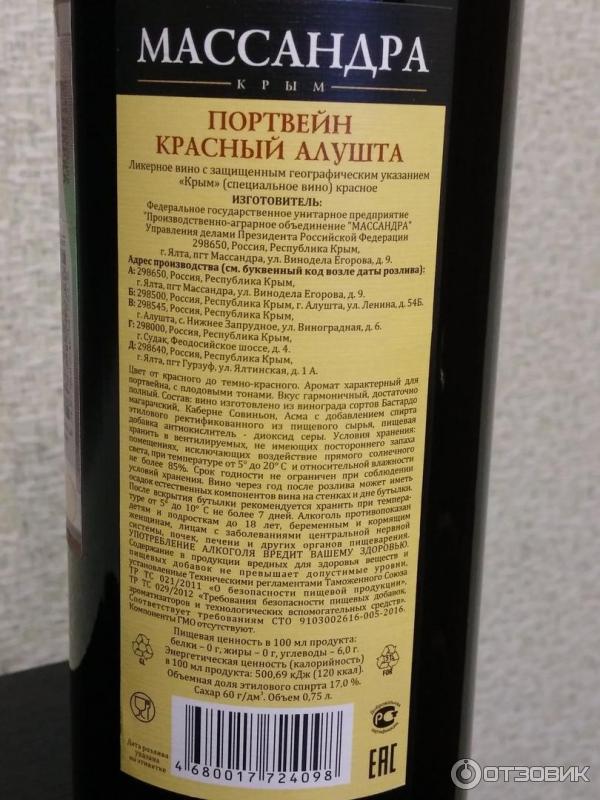 МАССАНДРА
КРЫМ
ПОРТВЕЙН
КРАСНЫЙ АЛУШТА
Ликерное вино с защищенным географическим указанием
«Крым» (специальное вино) красное
ИЗГОТОВИТЕЛЬ:
Федеральное государственное унитарное предприятие
"Производственно-аграрное объединение "МАССАНДРА"
Управления делами Президента Российской Федерации
298650, Россия, Республика Крым,
г. Ялта, пгт Массандра, ул. Винодела Егорова, д. 9.
Адрес производства (см. буквенный код возле даты розлива):
А: 298650, Россия, Республика Крым,
г. Ялта, пгт Массандра, ул. Винодела Егорова, д. 9.
Б: 298500, Россия, Республика Крым, г. Алушта, ул. Ленина, д. 54Б.
В: 298545, Россия, Республика Крым,
г. Алушта, с. Нижнее Запрудное, ул. Виноградная, д. 6.
Г: 298000, Россия, Республика Крым,
г. Судак, Феодосийское шоссе, д. 4.
Д: 298640, Россия, Республика Крым,
г. Ялта, пгт Гурзуф, ул. Ялтинская, д. 1 А.
Цвет от красного до темно-красного. Аромат характерный для
портвейна, с плодовыми тонами. Вкус гармоничный, достаточно
полный. Состав: вино изготовлено из винограда сортов Бастардо
магарачский, Каберне Совиньон, Асма с добавлением спирта
этилового ректификованного из пищевого сырья, пищевая
добавка антиокислитель - диоксид серы. Условия хранения:
хранить в вентилируемых, не имеющих постороннего запаха
помещениях, исключающих воздействие прямого солнечного
света, при температуре от 5° до 20° С и относительной влажности
не более 85%. Срок годности не ограничен при соблюдении
условий хранения. Вино через год после розлива может иметь
осадок естественных компонентов вина на стенках и дне бутылки.
После вскрытия бутылки рекомендуется хранить при темпера-
туре от 5° до 10° С не более 7 дней. Алкоголь противопоказан
детям и подросткам до 18 лет, беременным и кормящим
женщинам, лицам с заболеваниями центральной нервной
системы, почек, печени и других органов пищеварения.
УПОТРЕБЛЕНИЕ АЛКОГОЛЯ ВРЕДИТ ВАШЕМУ ЗДОРОВЬЮ.
Содержание в продукции вредных для здоровья веществ и
пищевых добавок не превышает допустимые уровни,
установленные Техническими регламентами Таможенного Союза
ТР ТС 021/2011 «О безопасности пищевой продукции»,
ТР ТС 029/2012 «Требования безопасности пищевых добавок,
ароматизаторов и технологических вспомогательных средств».
Соответствует требованиям СТО 9103002616-005-2016.
Компоненты ГМО отсутствуют.
Пищевая ценность в 100 мл продукта:
белки – 0 г, жиры – 0 г, углеводы – 6,0 г.
Энергетическая ценность (калорийность)
в 100 мл продукта: 500,69 кДж (120 ккал).
Объемная доля этилового спирта 17,0 %.
Сахар 60 г/дм³. Объем 0,75 л.
Дата розлива
указана
на этикетке
4 680017 724098
EAC
ОТЗОВИК